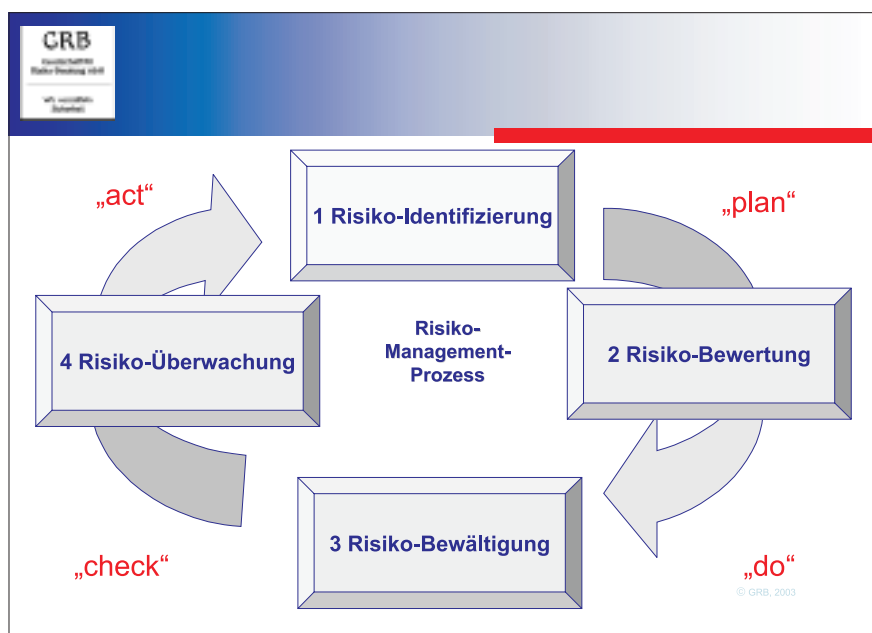 GRB
„act“
1 Risiko-Identifizierung
„plan“
4 Risiko-Überwachung
Risiko-
Management-
Prozess
2 Risiko-Bewertung
3 Risiko-Bewältigung
„check“
„do“
© GRB, 2003